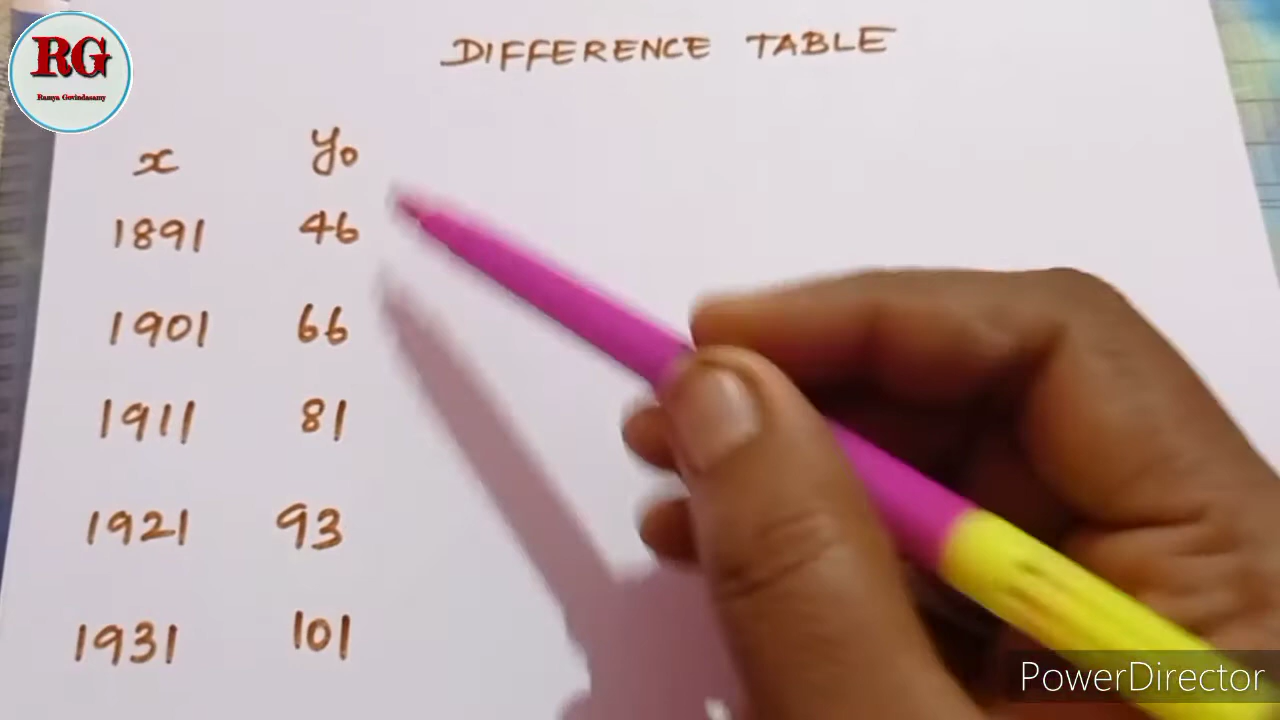 RG
Ramya Govindasamy
DIFFERENCE TABLE
x y₀
1891 46
1901 66
1911 81
1921 93
1931 101
PowerDirector